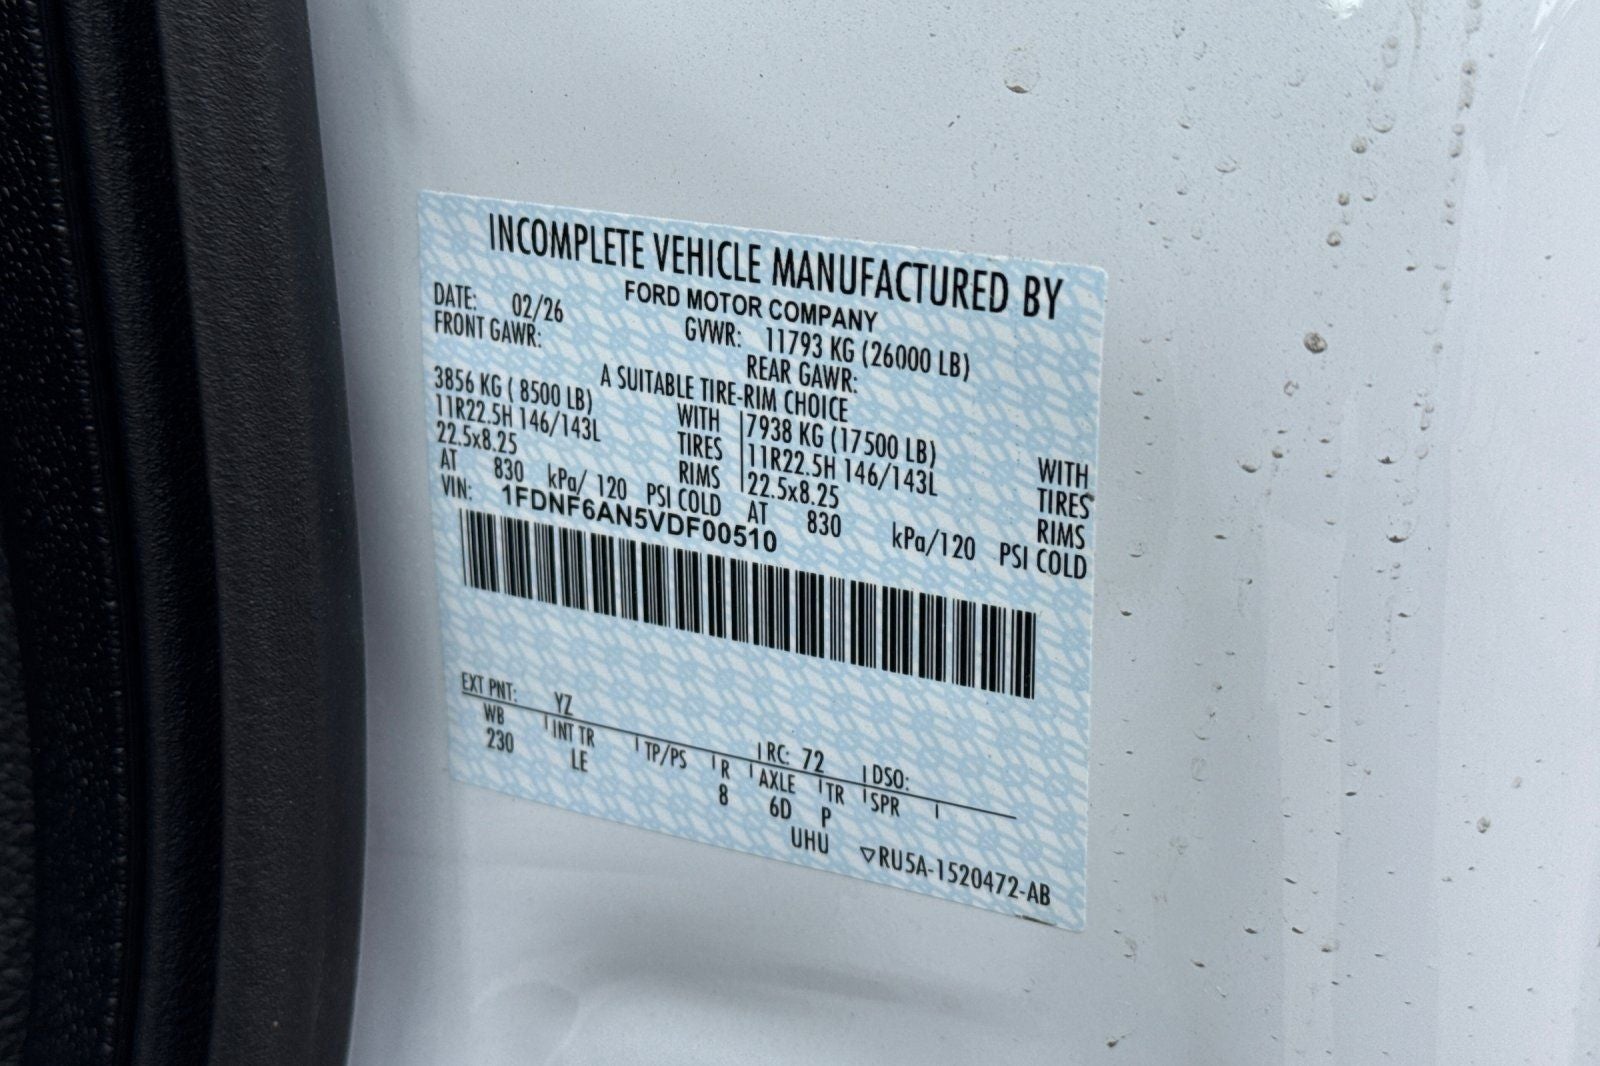 INCOMPLETE VEHICLE MANUFACTURED BY
FORD MOTOR COMPANY
DATE: 02/26 GVWR: 11793 KG (26000 LB)
FRONT GAWR: REAR GAWR:
A SUITABLE TIRE-RIM CHOICE
3856 KG ( 8500 LB) WITH 7938 KG (17500 LB) WITH
11R22.5H 146/143L TIRES 11R22.5H 146/143L TIRES
22.5x8.25 RIMS 22.5x8.25 RIMS
AT 830 kPa/ 120 PSI COLD AT 830 kPa/120 PSI COLD
VIN: 1FDNF6AN5VDF00510
EXT PNT: YZ RC: 72 DSO:
WB INT TR TP/PS R AXLE TR SPR
230 LE 8 6D P
UHU ▽RU5A-1520472-AB